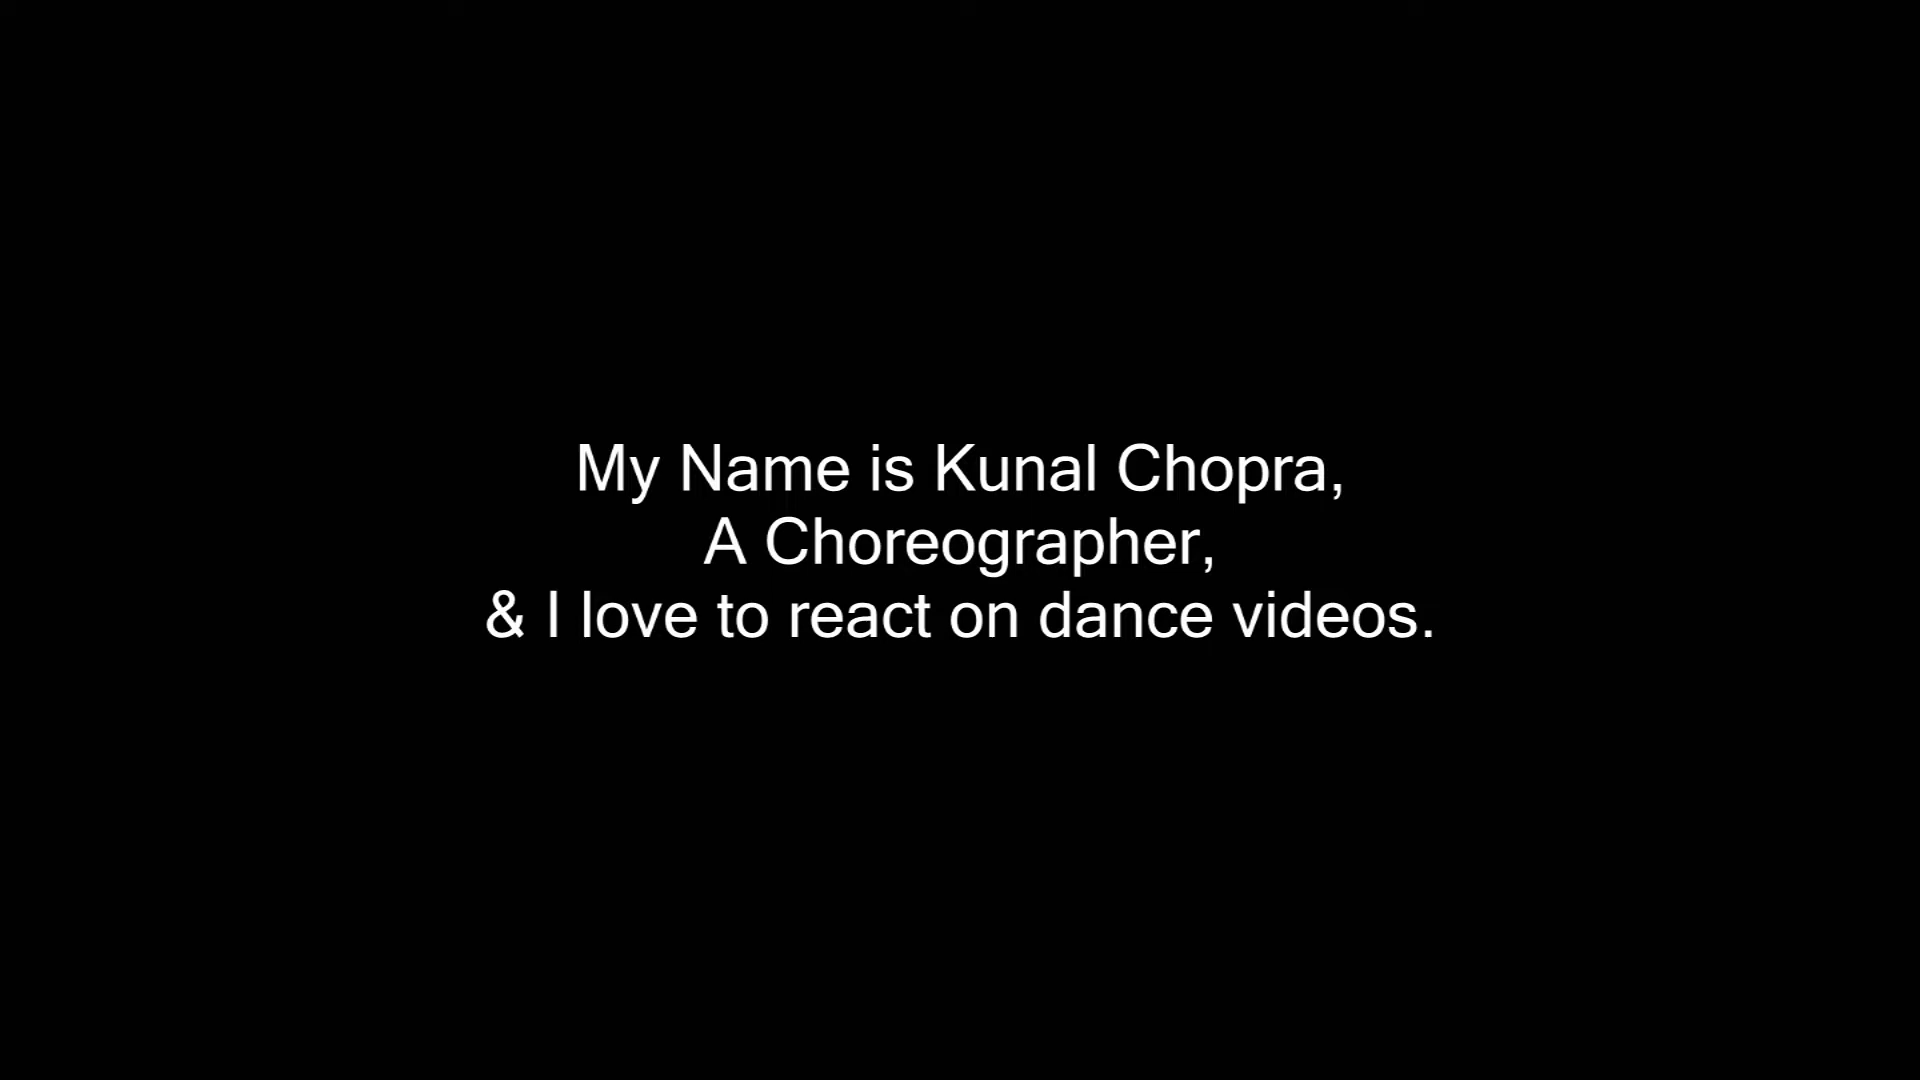 My Name is Kunal Chopra,
A Choreographer,
& I love to react on dance videos.